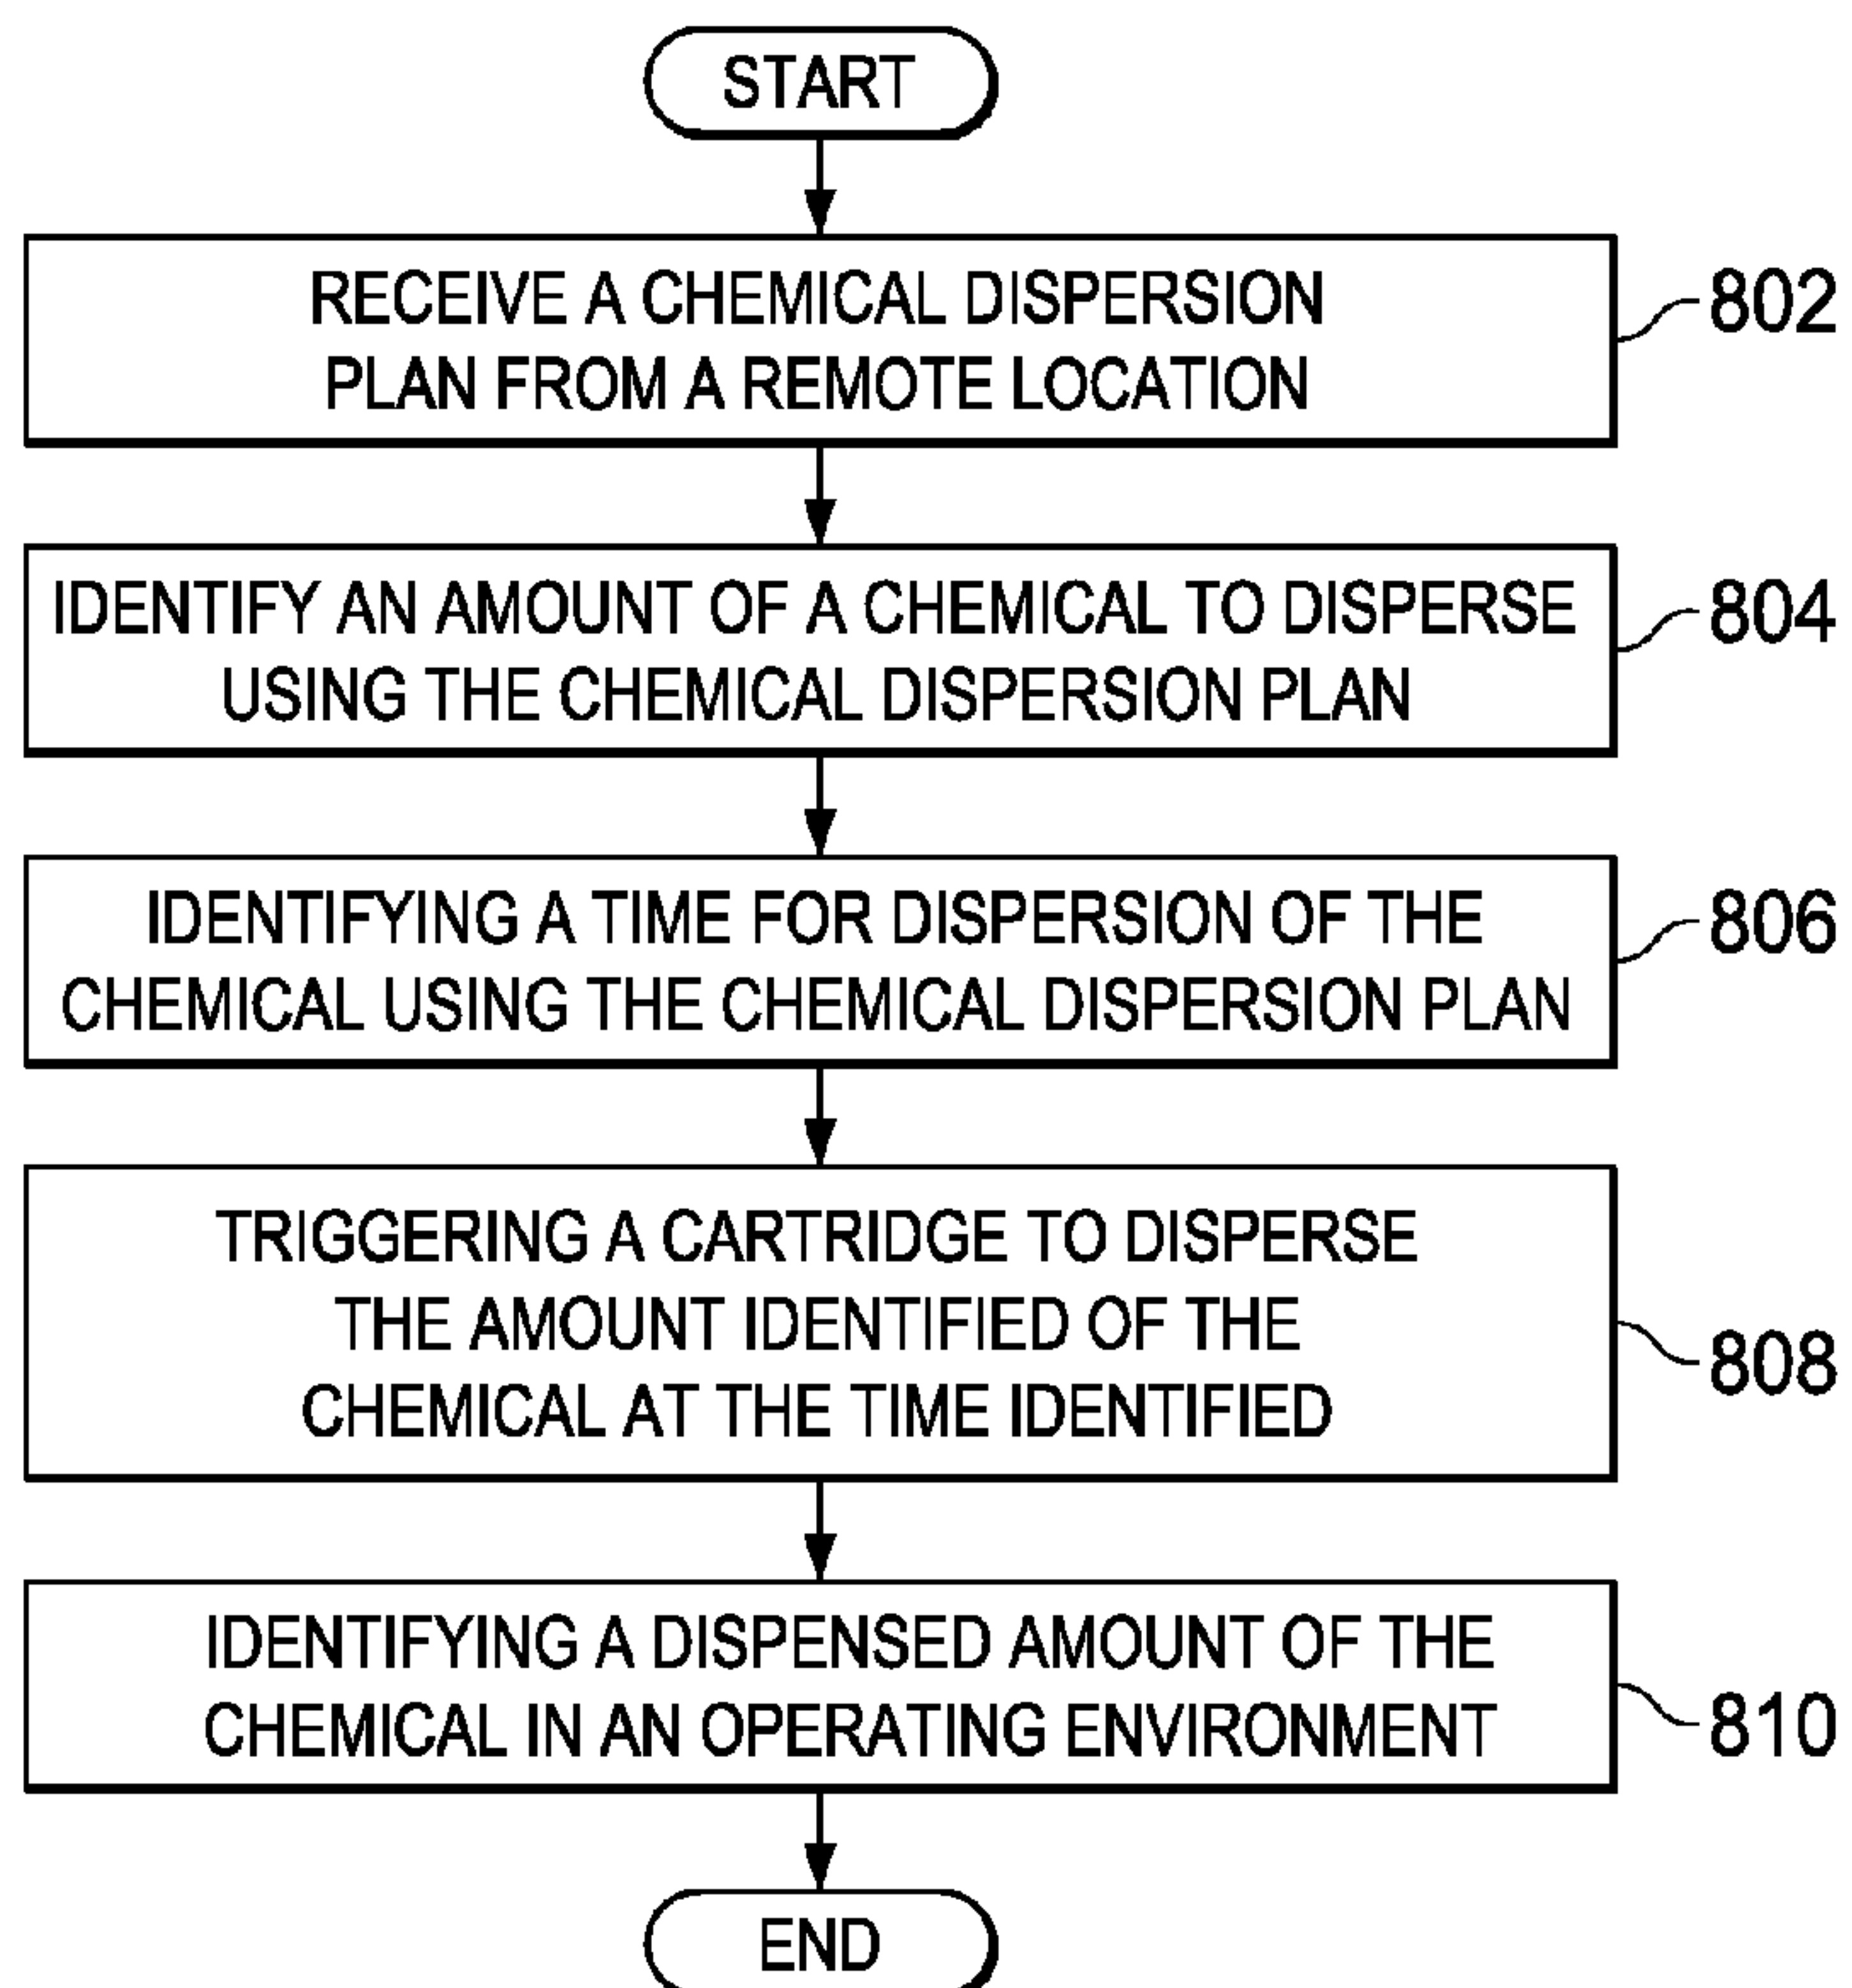 START
RECEIVE A CHEMICAL DISPERSION
PLAN FROM A REMOTE LOCATION
802
IDENTIFY AN AMOUNT OF A CHEMICAL TO DISPERSE
USING THE CHEMICAL DISPERSION PLAN
804
IDENTIFYING A TIME FOR DISPERSION OF THE
CHEMICAL USING THE CHEMICAL DISPERSION PLAN
806
TRIGGERING A CARTRIDGE TO DISPERSE
THE AMOUNT IDENTIFIED OF THE
CHEMICAL AT THE TIME IDENTIFIED
808
IDENTIFYING A DISPENSED AMOUNT OF THE
CHEMICAL IN AN OPERATING ENVIRONMENT
810
END